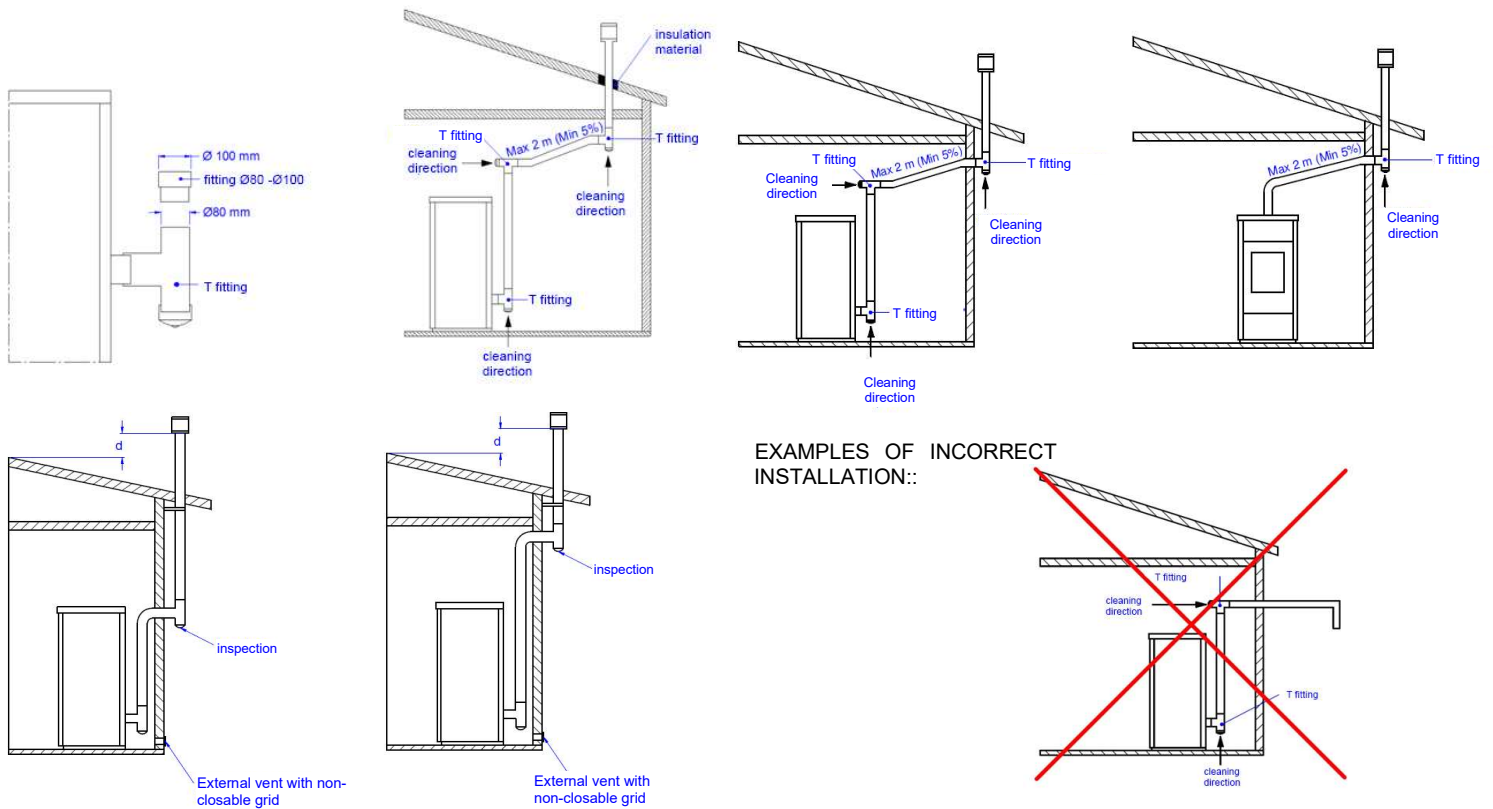 Ø 100 mm
fitting Ø80 -Ø100
Ø80 mm
T fitting
insulation
material
T fitting
Max 2 m (Min 5%)
T fitting
cleaning
direction
cleaning
direction
T fitting
cleaning
direction
T fitting
Max 2 m (Min 5%)
T fitting
Cleaning
direction
Cleaning
direction
T fitting
Cleaning
direction
Max 2 m (Min 5%)
T fitting
Cleaning
direction
d
inspection
External vent with non-
closable grid
d
inspection
External vent with
non-closable grid
EXAMPLES OF INCORRECT
INSTALLATION::
T fitting
cleaning
direction
T fitting
cleaning
direction